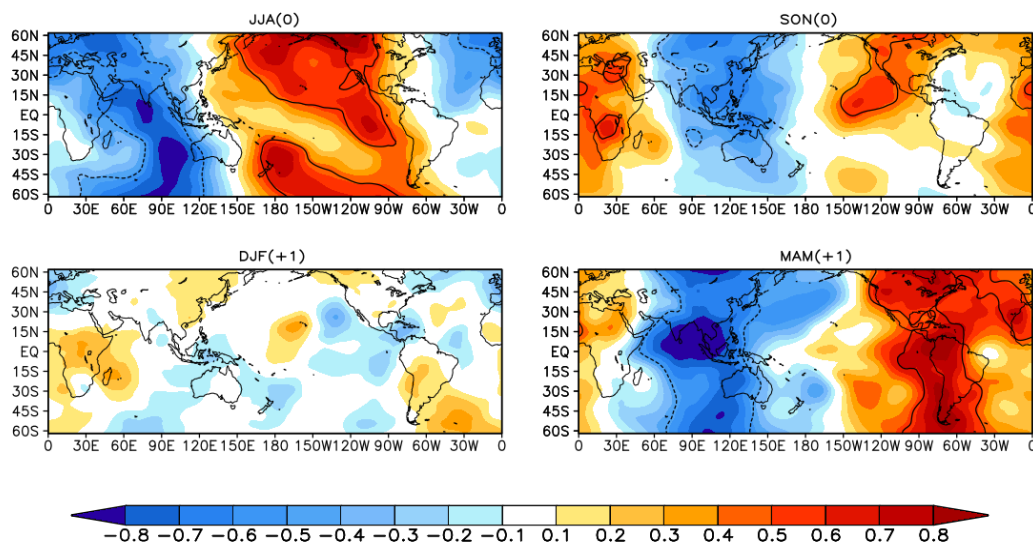 JJA(0)
60N
45N
30N
15N
EQ
15S
30S
45S
60S
0 30E 60E 90E 120E 150E 180 150W 120W 90W 60W 30W 0
SON(0)
60N
45N
30N
15N
EQ
15S
30S
45S
60S
0 30E 60E 90E 120E 150E 180 150W 120W 90W 60W 30W 0
DJF(+1)
60N
45N
30N
15N
EQ
15S
30S
45S
60S
0 30E 60E 90E 120E 150E 180 150W 120W 90W 60W 30W 0
MAM(+1)
60N
45N
30N
15N
EQ
15S
30S
45S
60S
0 30E 60E 90E 120E 150E 180 150W 120W 90W 60W 30W 0
-0.8 -0.7 -0.6 -0.5 -0.4 -0.3 -0.2 -0.1 0.1 0.2 0.3 0.4 0.5 0.6 0.7 0.8